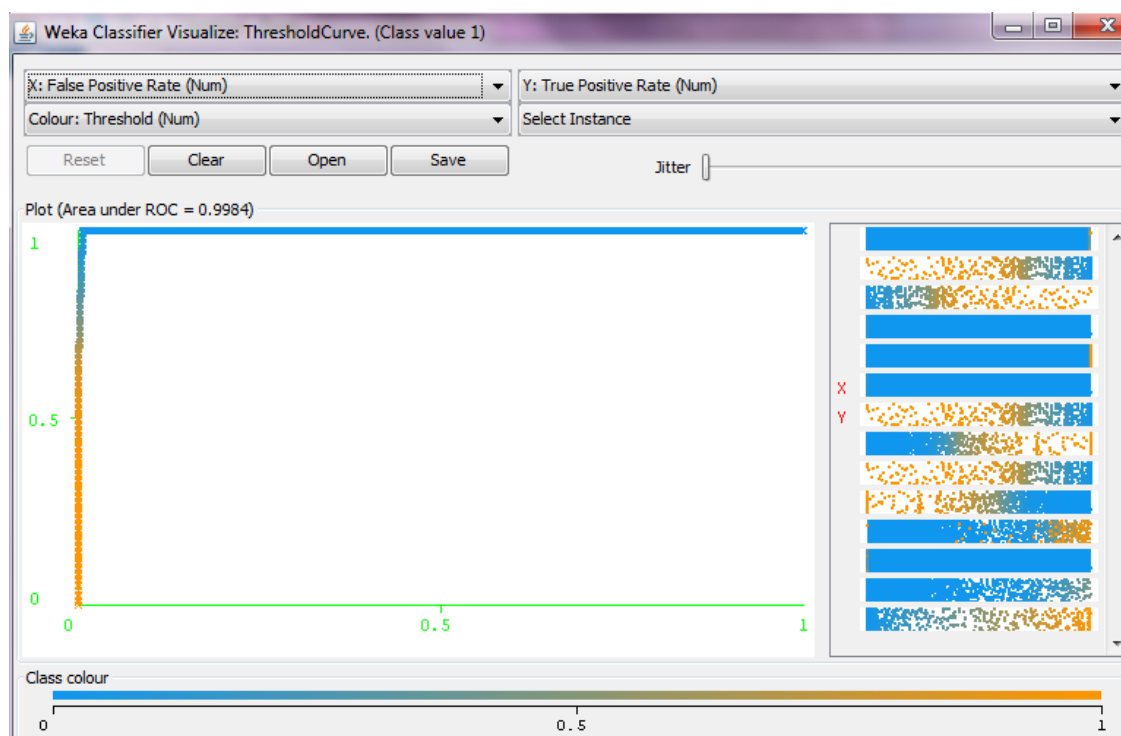 Weka Classifier Visualize: ThresholdCurve. (Class value 1)
X: False Positive Rate (Num)
Y: True Positive Rate (Num)
Colour: Threshold (Num)
Select Instance
Reset
Clear
Open
Save
Jitter
Plot (Area under ROC = 0.9984)
1
0.5
0
0
0.5
1
X
Y
Class colour
0
0.5
1